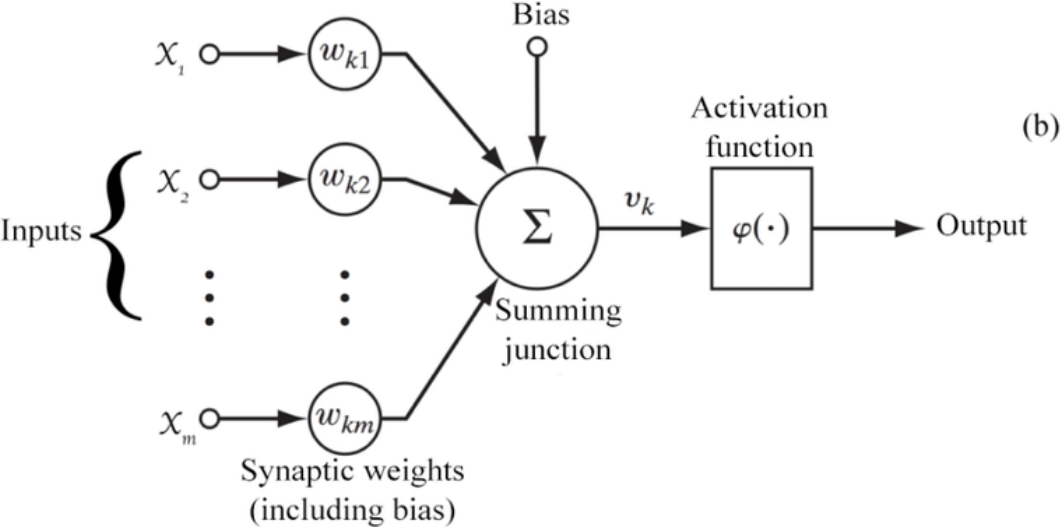 Bias
x₁
wₖ₁
Activation
function
(b)
x₂
wₖ₂
Inputs
Σ
vₖ
φ(·)
Output
Summing
junction
xₘ
wₖₘ
Synaptic weights
(including bias)